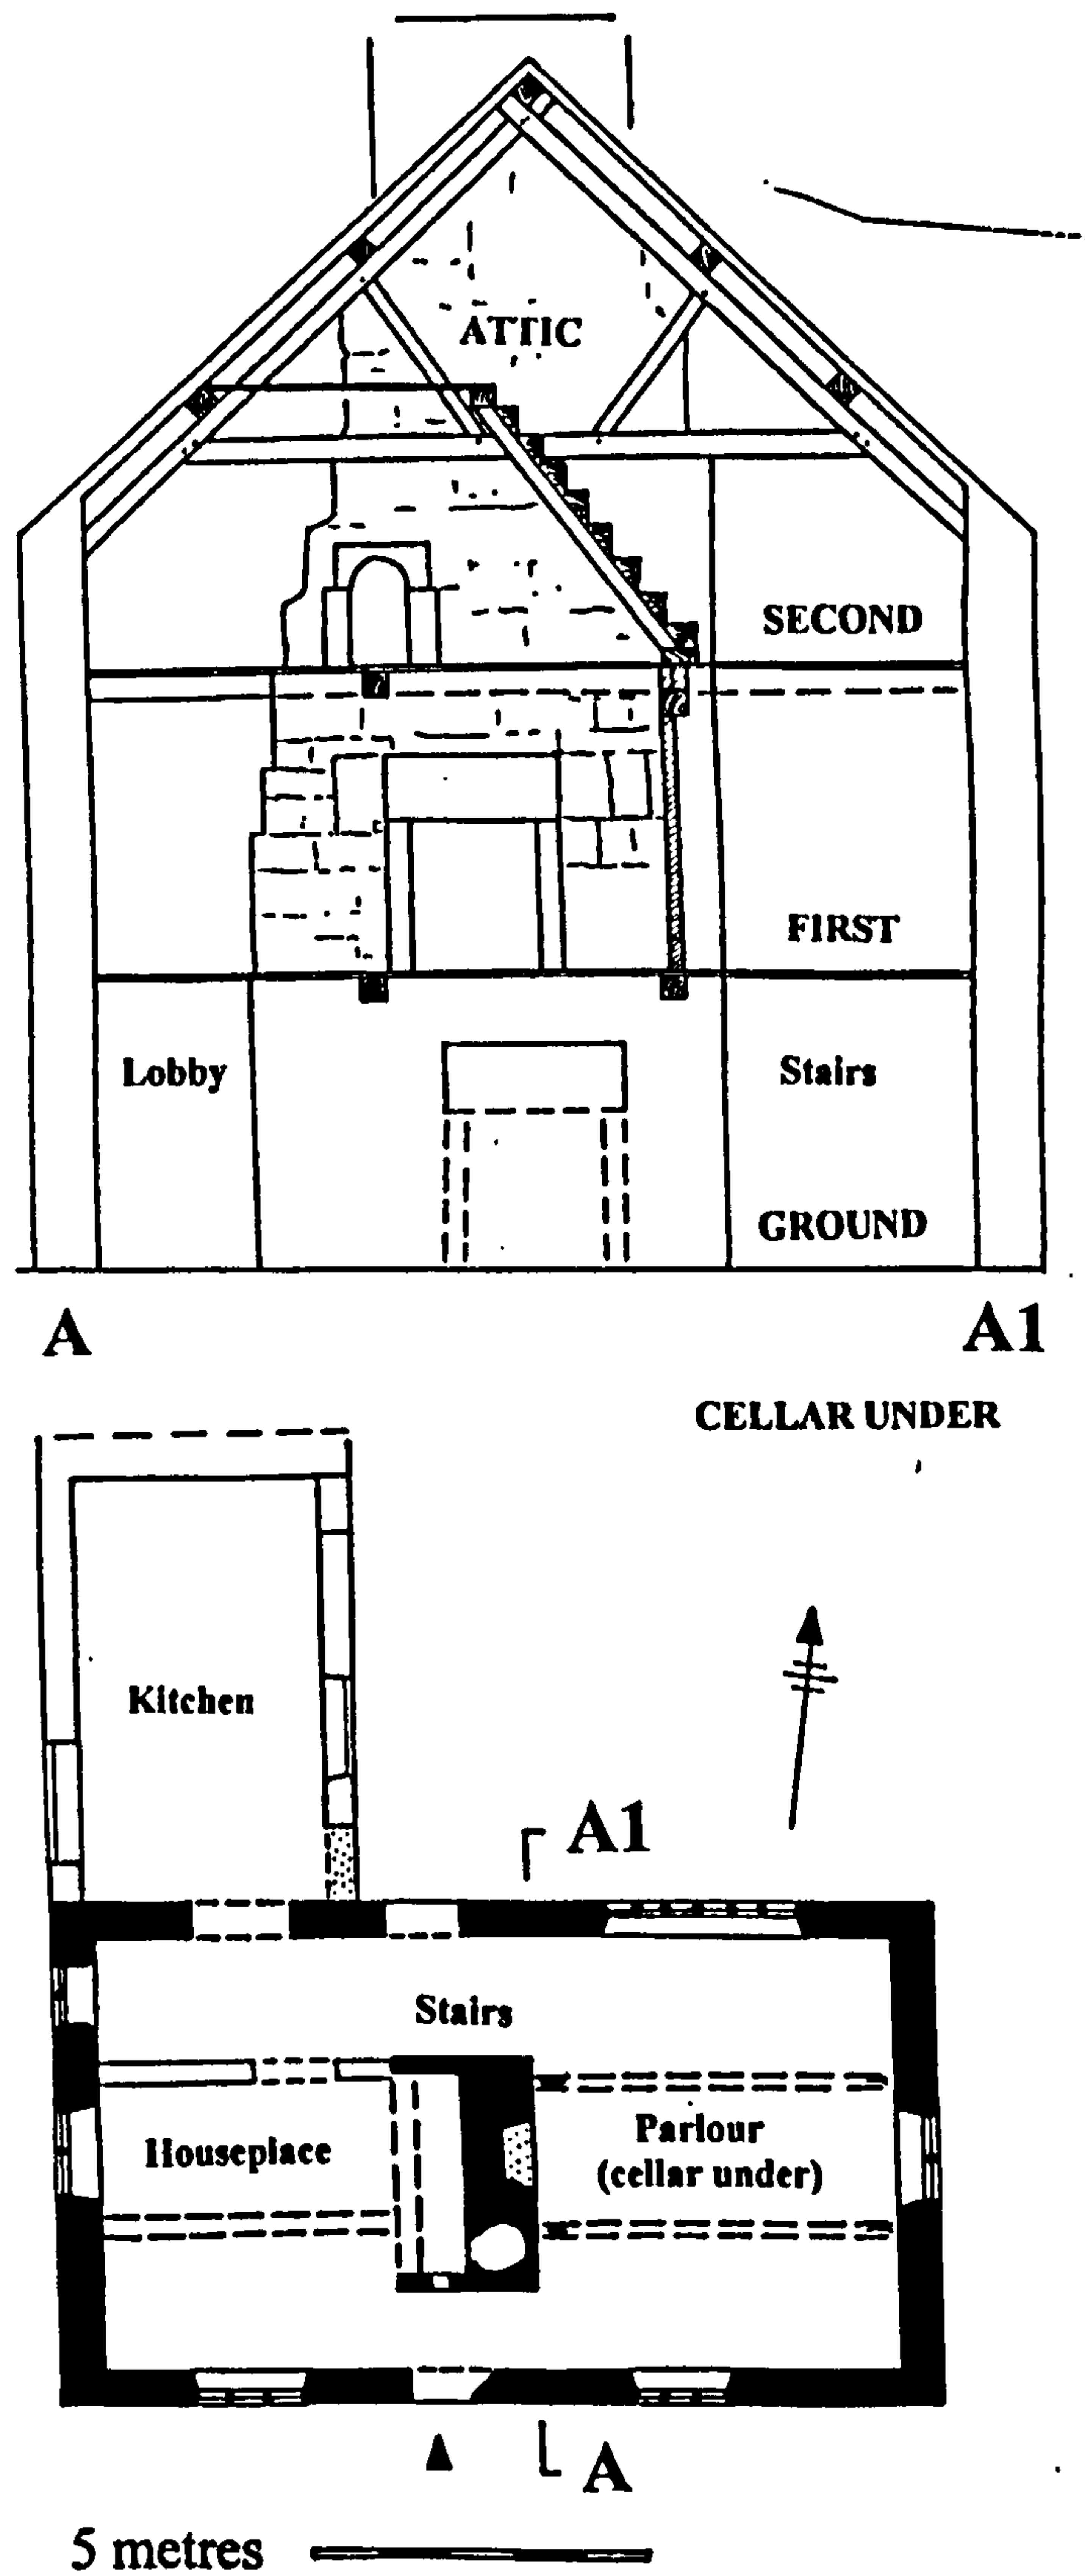 ATTIC
SECOND
FIRST
Lobby
Stairs
GROUND
A
A1
CELLAR UNDER
Kitchen
A1
Stairs
Houseplace
Parlour
(cellar under)
A
5 metres